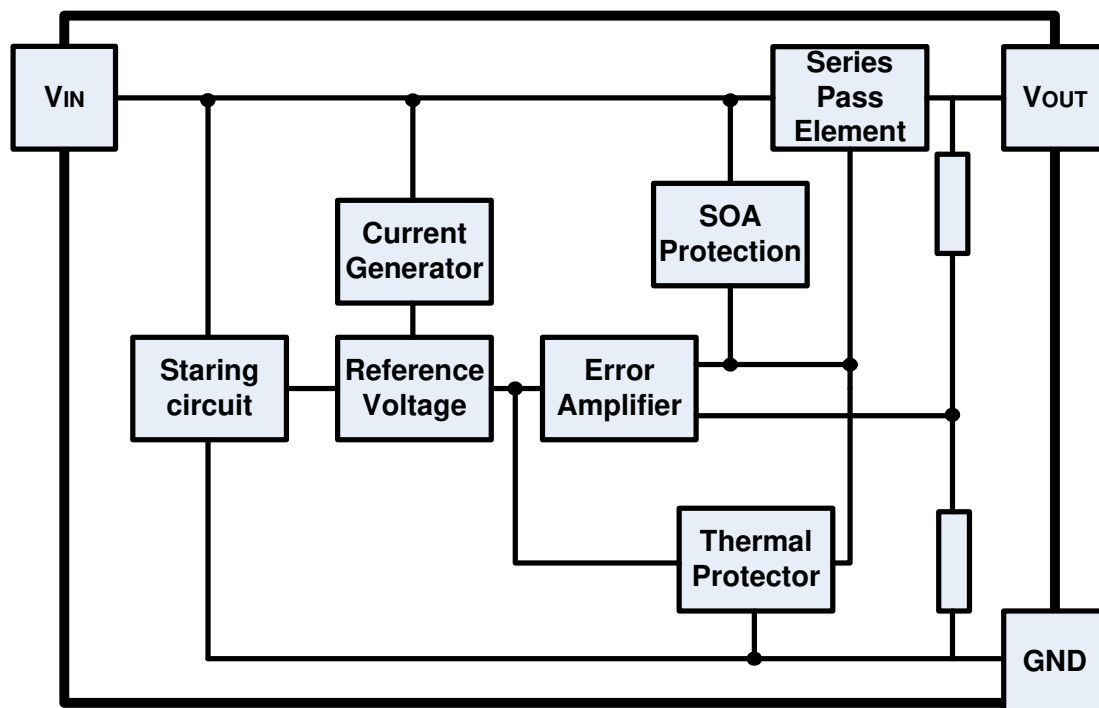 VIN
Series
Pass
Element
VOUT
Current
Generator
SOA
Protection
Staring
circuit
Reference
Voltage
Error
Amplifier
Thermal
Protector
GND